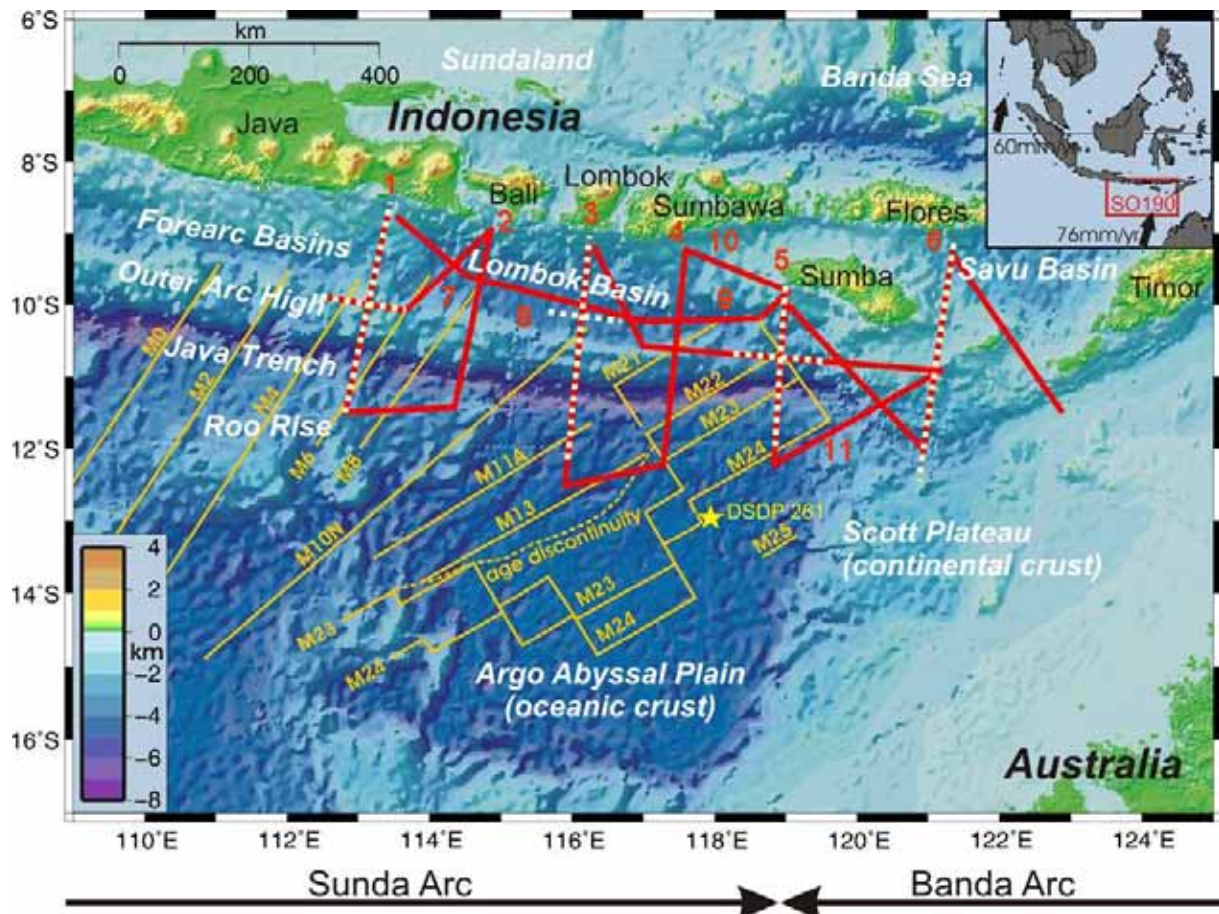 6°S
8°S
10°S
12°S
14°S
16°S
km
0 200 400
Sundaland
Banda Sea
Indonesia
Java
Bali
Lombok
Sumbawa
Flores
Sumba
Timor
Savu Basin
Forearc Basins
Lombok Basin
Outer Arc High
Java Trench
Roo RIse
1
2
3
4
10
5
6
7
8
9
11
60mm/yr
SO190
76mm/yr
M0
M2
M4
M6
M8
M10N
M11A
M13
M21
M22
M23
M24
age discontinuity
DSDP 261
M25
M23
M24
M23
M24
Scott Plateau
(continental crust)
Argo Abyssal Plain
(oceanic crust)
Australia
4
2
0
km
−2
−4
−6
−8
110°E 112°E 114°E 116°E 118°E 120°E 122°E 124°E
Sunda Arc Banda Arc